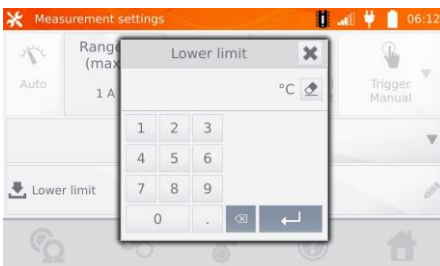 Measurement settings 06:12
Auto
Range
(max
1 A
Trigger
Manual
Lower limit
°C
1 2 3
4 5 6
7 8 9
0 .
Lower limit